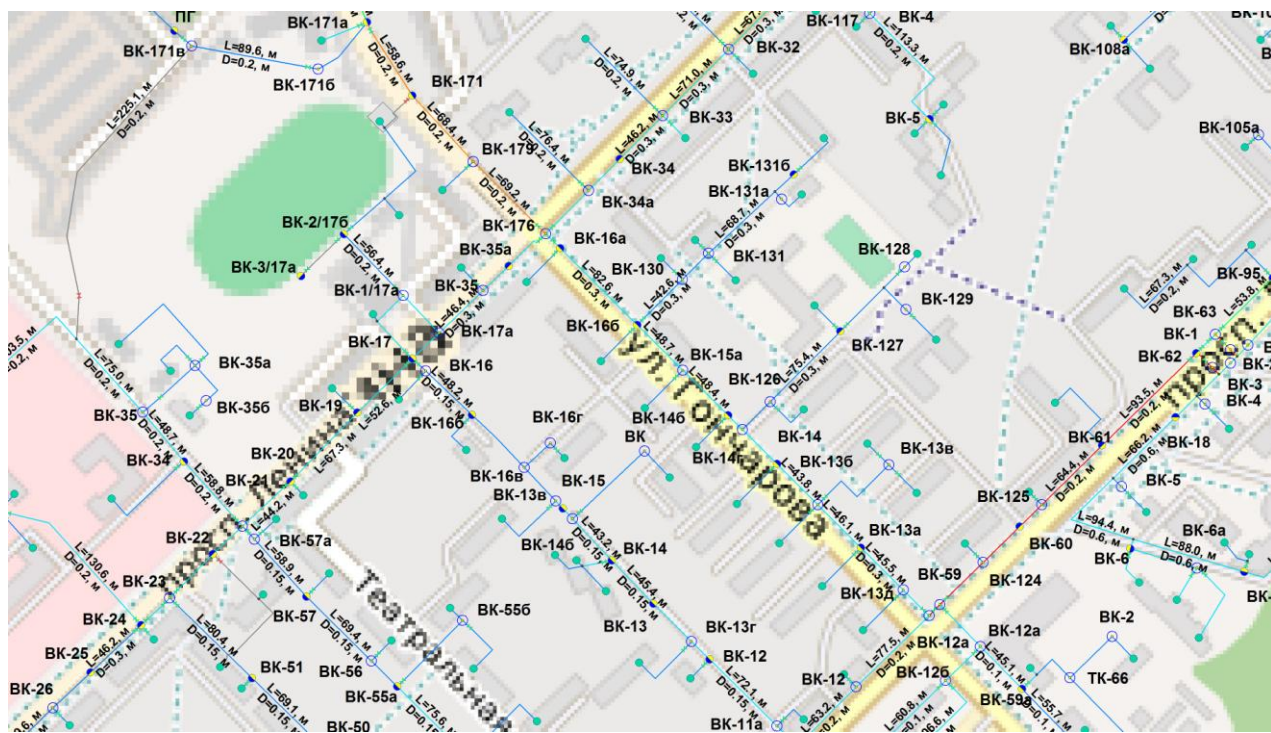 ПГ
ВК-171а
ВК-117
ВК-4
ВК-171в
L=89.6, м
D=0.2, м
ВК-171б
L=58.6, м
D=0.2, м
ВК-32
L=113.3, м
D=0.2, м
ВК-108а
L=225.1, м
D=0.2, м
ВК-171
L=74.9, м
D=0.2, м
L=71.0, м
D=0.3, м
ВК-33
ВК-5
ВК-105а
L=68.4, м
D=0.2, м
L=76.4, м
D=0.2, м
L=46.2, м
D=0.3, м
ВК-34
ВК-131б
ВК-34а
ВК-131а
L=69.2, м
D=0.2, м
ВК-2/17б
ВК-176
ВК-16а
L=68.7, м
D=0.3, м
ВК-128
L=56.4, м
D=0.2, м
ВК-35а
ВК-131
ВК-3/17а
ВК-130
L=82.6, м
D=0.3, м
L=42.6, м
D=0.3, м
ВК-95
L=67.3, м
D=0.2, м
ВК-1/17а
ВК-35
L=46.4, м
D=0.3, м
ВК-129
ВК-63
L=53.8, м
ВК-17а
ВК-16б
ВК-127
ВК-1
ВК-17
ВК-16
L=48.7, м
ВК-15а
ВК-62
L=75.0, м
D=0.2, м
ВК-35а
L=48.2, м
D=0.15, м
L=48.4, м
ВК-126
L=75.4, м
D=0.3, м
L=93.5, м
D=0.2, м
ВК-3
ВК-4
ВК-35
ВК-35б
ВК-19
L=52.6, м
ВК-16б
ВК-16г
ВК-14б
ул Гончарова
просп.
L=48.7, м
D=0.2, м
ВК
ВК-14
ВК-61
ВК-18
ВК-34
ВК-20
L=67.3, м
ВК-14г
ВК-13б
ВК-13в
L=66.2, м
D=0.6, м
L=58.8, м
D=0.2, м
ВК-21
ВК-16в
ВК-15
L=43.8, м
ВК-5
L=64.4, м
D=0.2, м
ВК-13в
ВК-125
L=44.2, м
L=46.1, м
L=94.4, м
D=0.6, м
ВК-22
ВК-57а
ВК-14б
L=43.2, м
D=0.15, м
ВК-14
ВК-13а
ВК-60
ВК-6а
ВК-6
L=88.0, м
D=0.6, м
L=130.6, м
D=0.2, м
ВК-23
L=58.9, м
D=0.15, м
L=45.4, м
D=0.15, м
L=45.5, м
D=0.3, м
ВК-59
ВК-124
ВК-24
ВК-57
Театральная
ВК-55б
ВК-13д
ВК-2
L=80.4, м
D=0.15, м
L=69.4, м
D=0.15, м
ВК-13
ВК-13г
ВК-12а
ВК-12а
ВК-25
L=46.2, м
D=0.3, м
ВК-51
ВК-56
ВК-12
L=77.5, м
D=0.2, м
L=45.1, м
D=0.1, м
ВК-26
ВК-55а
ВК-12
ВК-12б
ТК-66
L=69.1, м
D=0.15, м
L=75.6, м
D=0.15, м
L=72.1, м
D=0.15, м
L=55.7, м
D=0.1, м
ВК-50
ВК-11а
L=63.2, м
L=60.8, м